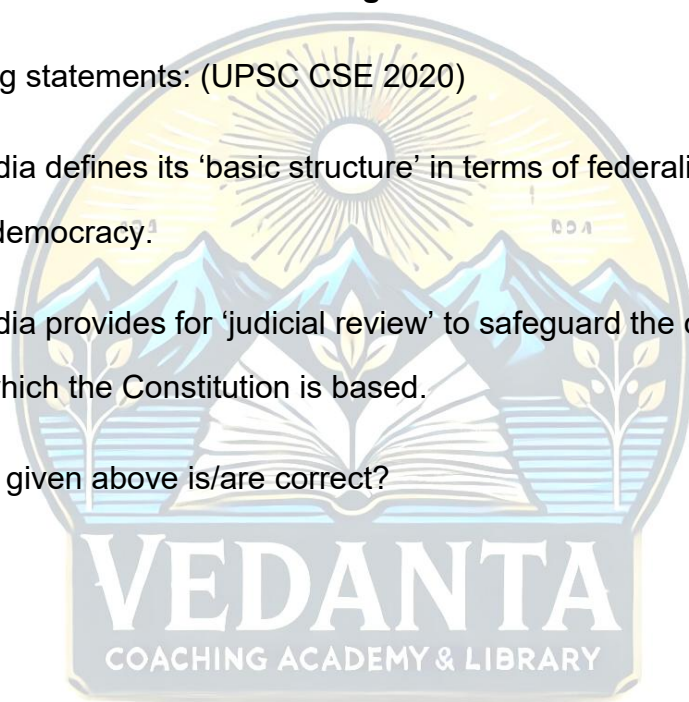 g statements: (UPSC CSE 2020)
dia defines its ‘basic structure’ in terms of federali
democracy.
dia provides for ‘judicial review’ to safeguard the
which the Constitution is based.
given above is/are correct?
VEDANTA
COACHING ACADEMY & LIBRARY